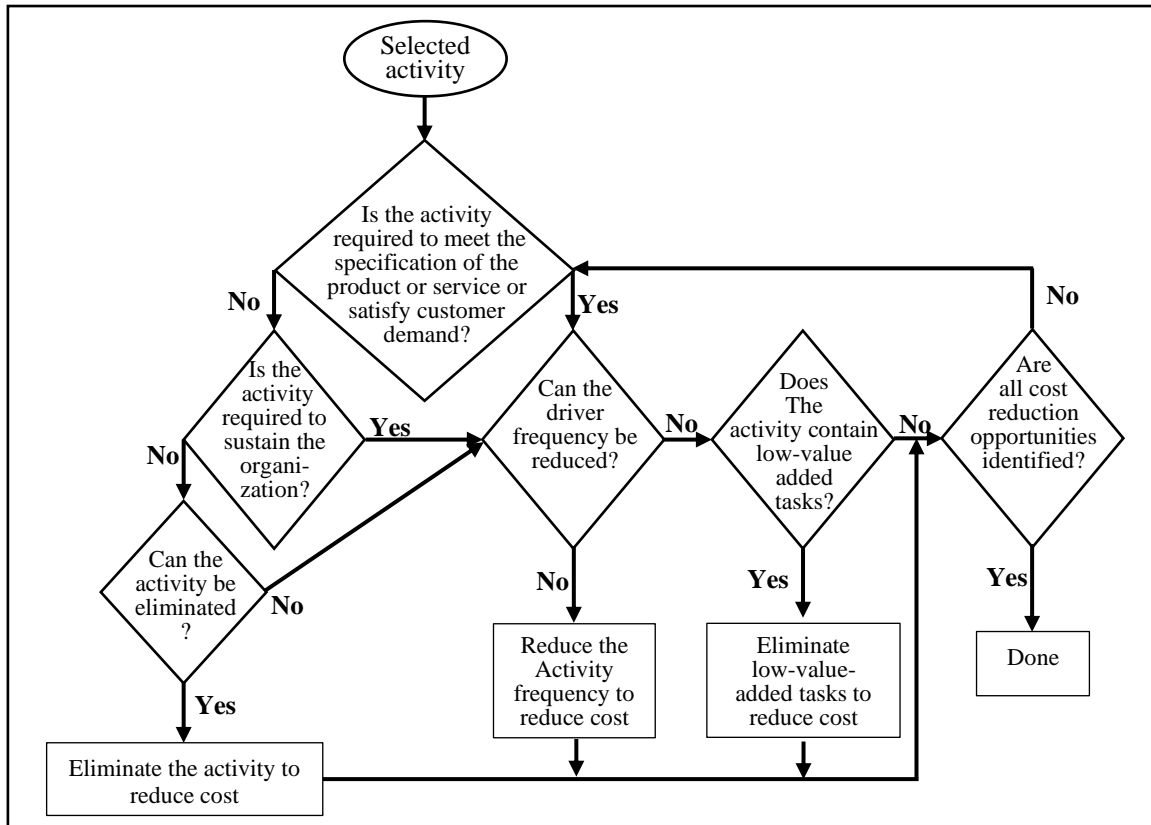 Selected
activity
Is the activity
required to meet the
specification of the
product or service or
satisfy customer
demand?
No
Yes
No
Is the
activity
required to
sustain the
organi-
zation?
Yes
Can the
driver
frequency be
reduced?
No
Does
The
activity contain
low-value
added
tasks?
No
Are
all cost
reduction
opportunities
identified?
No
Can the
activity be
eliminated
?
No
No
Yes
Yes
Reduce the
Activity
frequency to
reduce cost
Eliminate
low-value-
added tasks to
reduce cost
Done
Yes
Eliminate the activity to
reduce cost